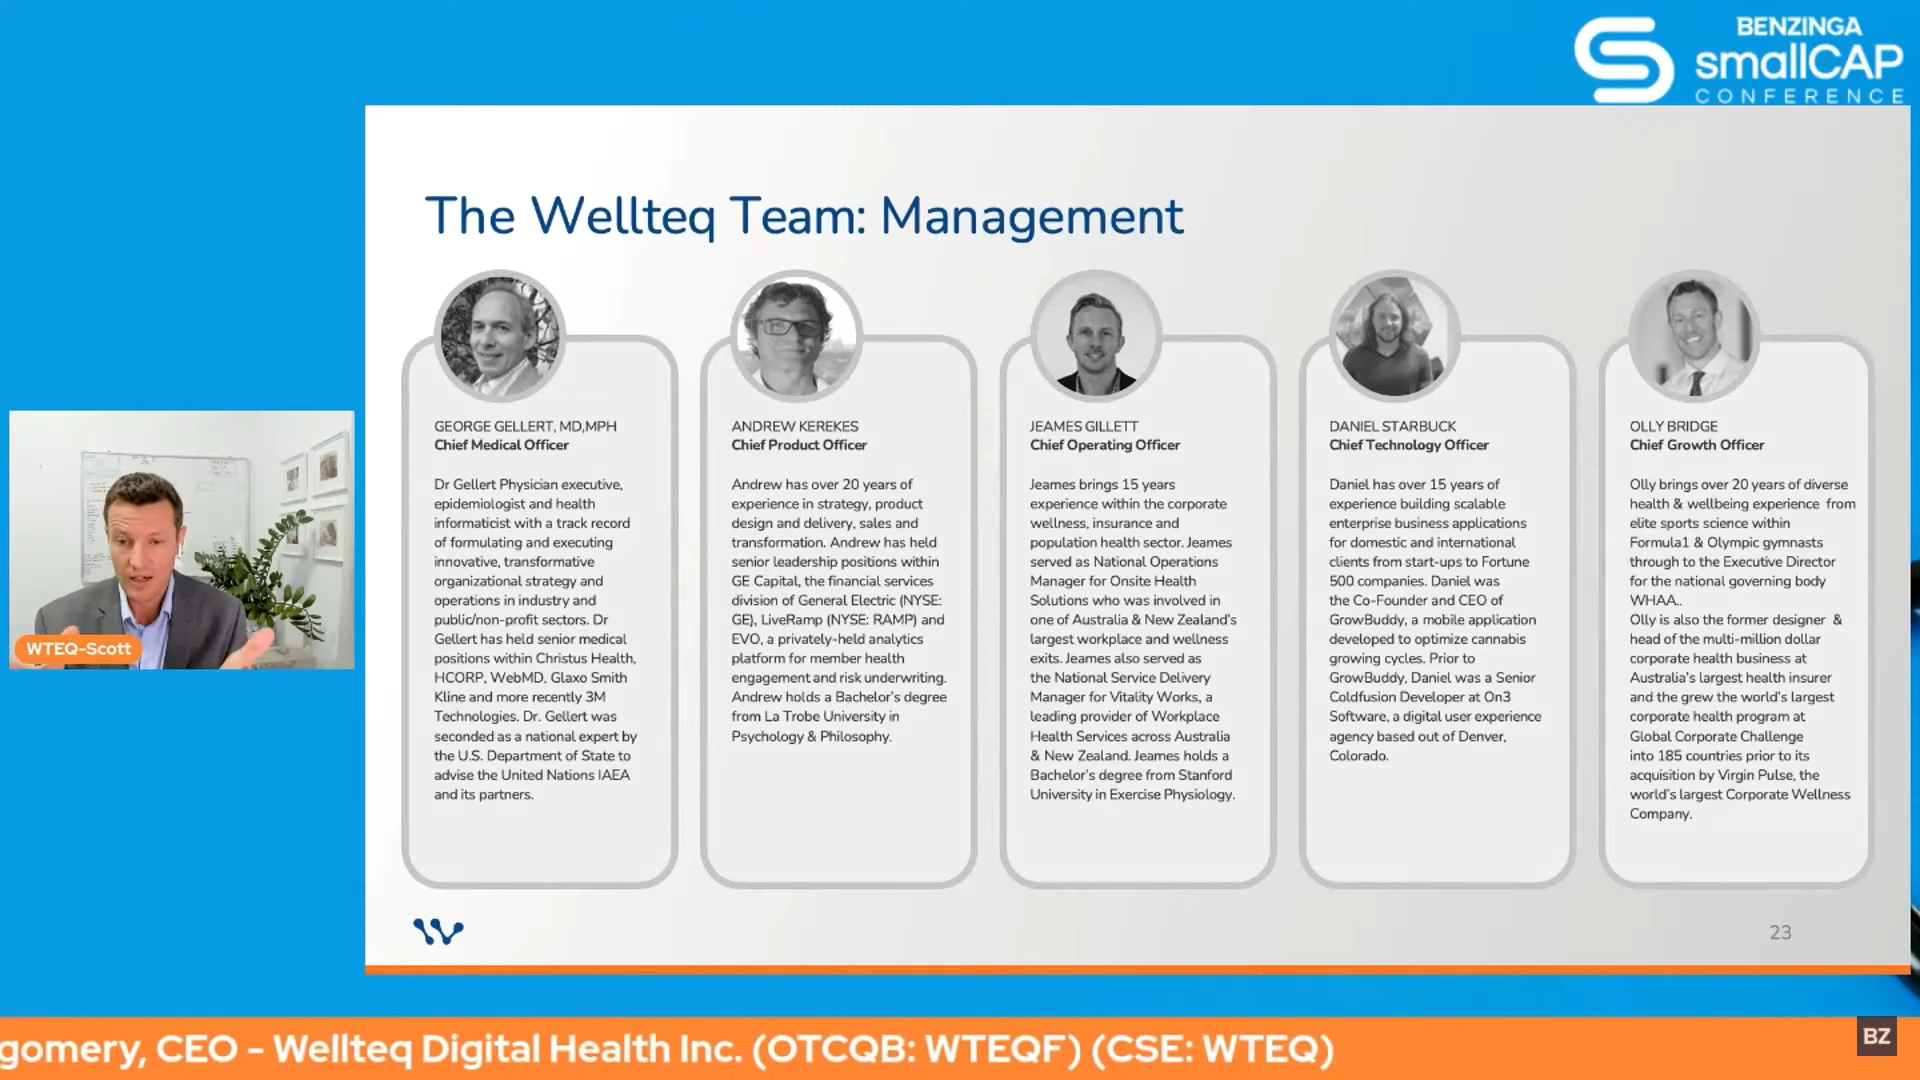 BENZINGA
smallCAP
CONFERENCE
The Wellteq Team: Management
GEORGE GELLERT, MD,MPH
Chief Medical Officer
Dr Gellert Physician executive,
epidemiologist and health
informaticist with a track record
of formulating and executing
innovative, transformative
organizational strategy and
operations in industry and
public/non-profit sectors. Dr
Gellert has held senior medical
positions within Christus Health,
HCORP, WebMD, Glaxo Smith
Kline and more recently 3M
Technologies. Dr. Gellert was
seconded as a national expert by
the U.S. Department of State to
advise the United Nations IAEA
and its partners.
ANDREW KEREKES
Chief Product Officer
Andrew has over 20 years of
experience in strategy, product
design and delivery, sales and
transformation. Andrew has held
senior leadership positions within
GE Capital, the financial services
division of General Electric (NYSE:
GE), LiveRamp (NYSE: RAMP) and
EVO, a privately-held analytics
platform for member health
engagement and risk underwriting.
Andrew holds a Bachelor's degree
from La Trobe University in
Psychology & Philosophy.
JEAMES GILLETT
Chief Operating Officer
Jeames brings 15 years
experience within the corporate
wellness, insurance and
population health sector. Jeames
served as National Operations
Manager for Onsite Health
Solutions who was involved in
one of Australia & New Zealand's
largest workplace and wellness
exits. Jeames also served as
the National Service Delivery
Manager for Vitality Works, a
leading provider of Workplace
Health Services across Australia
& New Zealand. Jeames holds a
Bachelor's degree from Stanford
University in Exercise Physiology.
DANIEL STARBUCK
Chief Technology Officer
Daniel has over 15 years of
experience building scalable
enterprise business applications
for domestic and international
clients from start-ups to Fortune
500 companies. Daniel was
the Co-Founder and CEO of
GrowBuddy, a mobile application
developed to optimize cannabis
growing cycles. Prior to
GrowBuddy, Daniel was a Senior
Coldfusion Developer at On3
Software, a digital user experience
agency based out of Denver,
Colorado.
OLLY BRIDGE
Chief Growth Officer
Olly brings over 20 years of diverse
health & wellbeing experience from
elite sports science within
Formula1 & Olympic gymnasts
through to the Executive Director
for the national governing body
WHAA..
Olly is also the former designer &
head of the multi-million dollar
corporate health business at
Australia's largest health insurer
and the grew the world's largest
corporate health program at
Global Corporate Challenge
into 185 countries prior to its
acquisition by Virgin Pulse, the
world's largest Corporate Wellness
Company.
WTEQ-Scott
23
gomery, CEO - Wellteq Digital Health Inc. (OTCQB: WTEQF) (CSE: WTEQ)
BZ